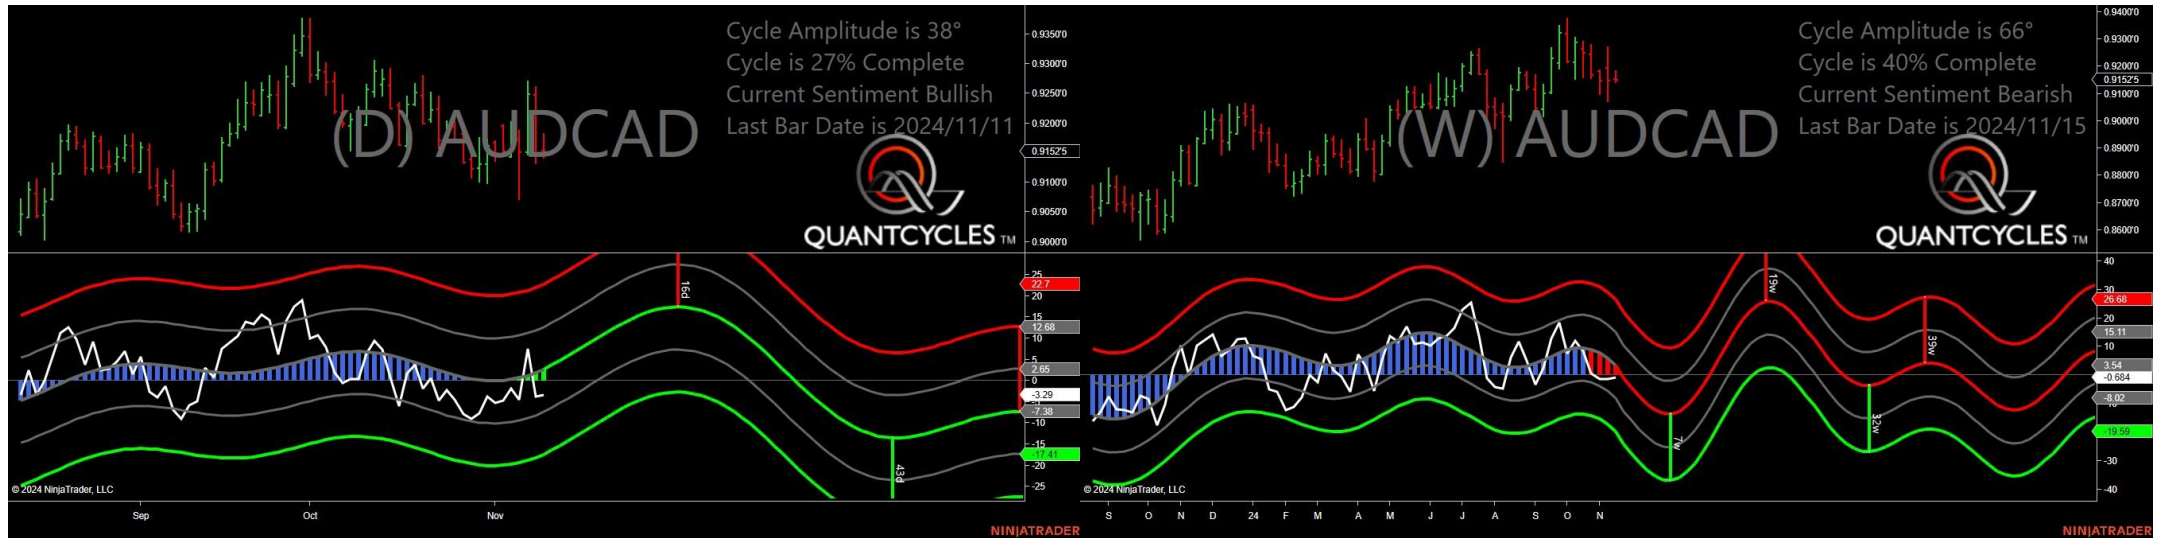 Cycle Amplitude is 38°
Cycle is 27% Complete
Current Sentiment Bullish
Last Bar Date is 2024/11/11
(D) AUDCAD
QUANTCYCLES TM
0.9350'0
0.9300'0
0.9250'0
0.9200'0
0.9152'5
0.9100'0
0.9050'0
0.9000'0
25
22.7
20
15
12.68
10
5
2.65
0
-3.29
-7.38
-10
-15
-17.41
-20
-25
16d
43d
© 2024 NinjaTrader, LLC
Sep Oct Nov
NINJATRADER
Cycle Amplitude is 66°
Cycle is 40% Complete
Current Sentiment Bearish
Last Bar Date is 2024/11/15
(W) AUDCAD
QUANTCYCLES TM
0.9400'0
0.9300'0
0.9200'0
0.9152'5
0.9100'0
0.9000'0
0.8900'0
0.8800'0
0.8700'0
0.8600'0
40
30
26.68
20
15.11
10
3.54
-0.684
-8.02
-19.59
-30
-40
19w
39w
7w
32w
© 2024 NinjaTrader, LLC
S O N D 24 F M A M J J A S O N
NINJATRADER